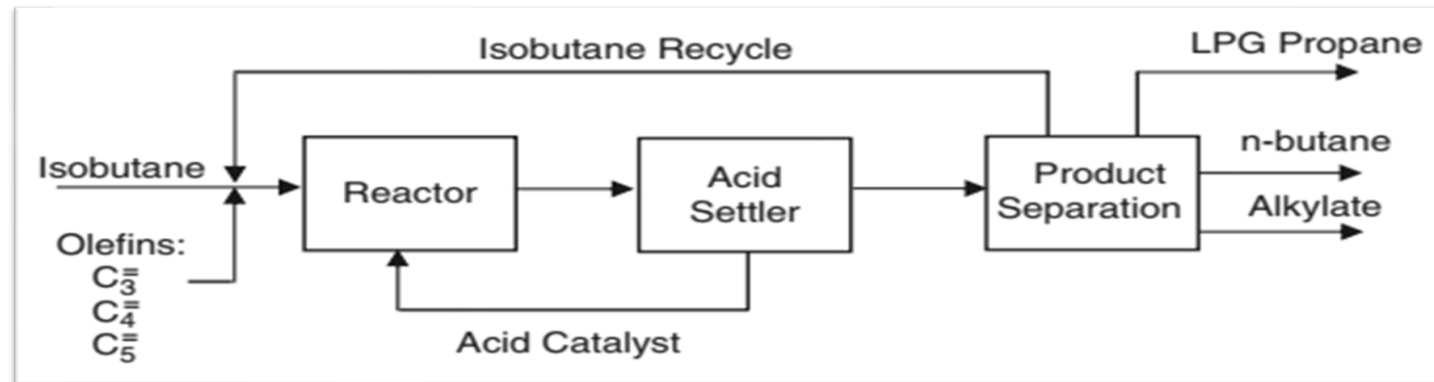 Isobutane Recycle
LPG Propane
Isobutane
Reactor
Acid
Settler
Product
Separation
n-butane
Alkylate
Olefins:
C₃⁼
C₄⁼
C₅⁼
Acid Catalyst